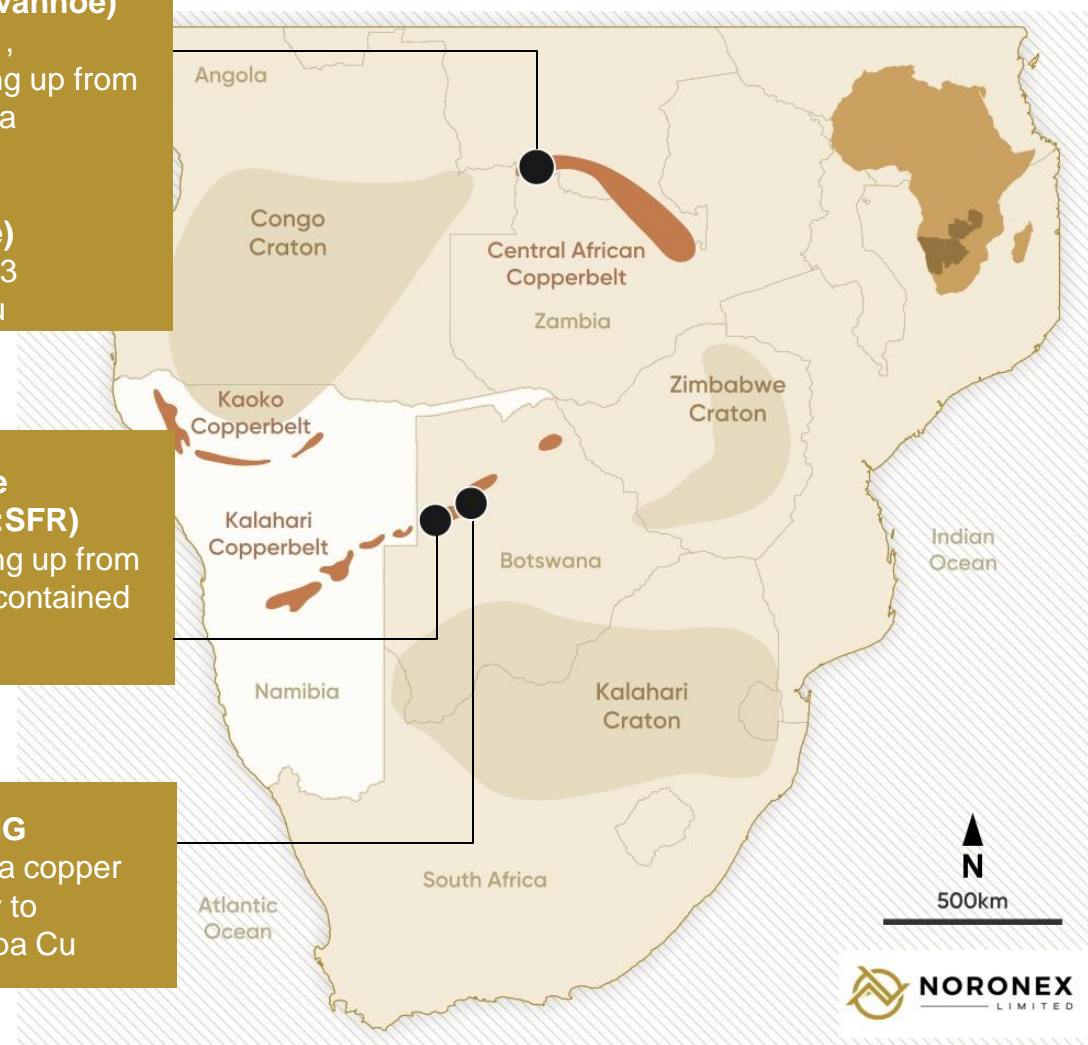 vanhoe)
,
ng up from
a
e)
3
u
e
:SFR)
ng up from
contained
G
a copper
y to
oa Cu
Angola
Congo
Craton
Central African
Copperbelt
Zambia
Kaoko
Copperbelt
Zimbabwe
Craton
Kalahari
Copperbelt
Botswana
Indian
Ocean
Namibia
Kalahari
Craton
South Africa
Atlantic
Ocean
N
500km
NORONEX
LIMITED